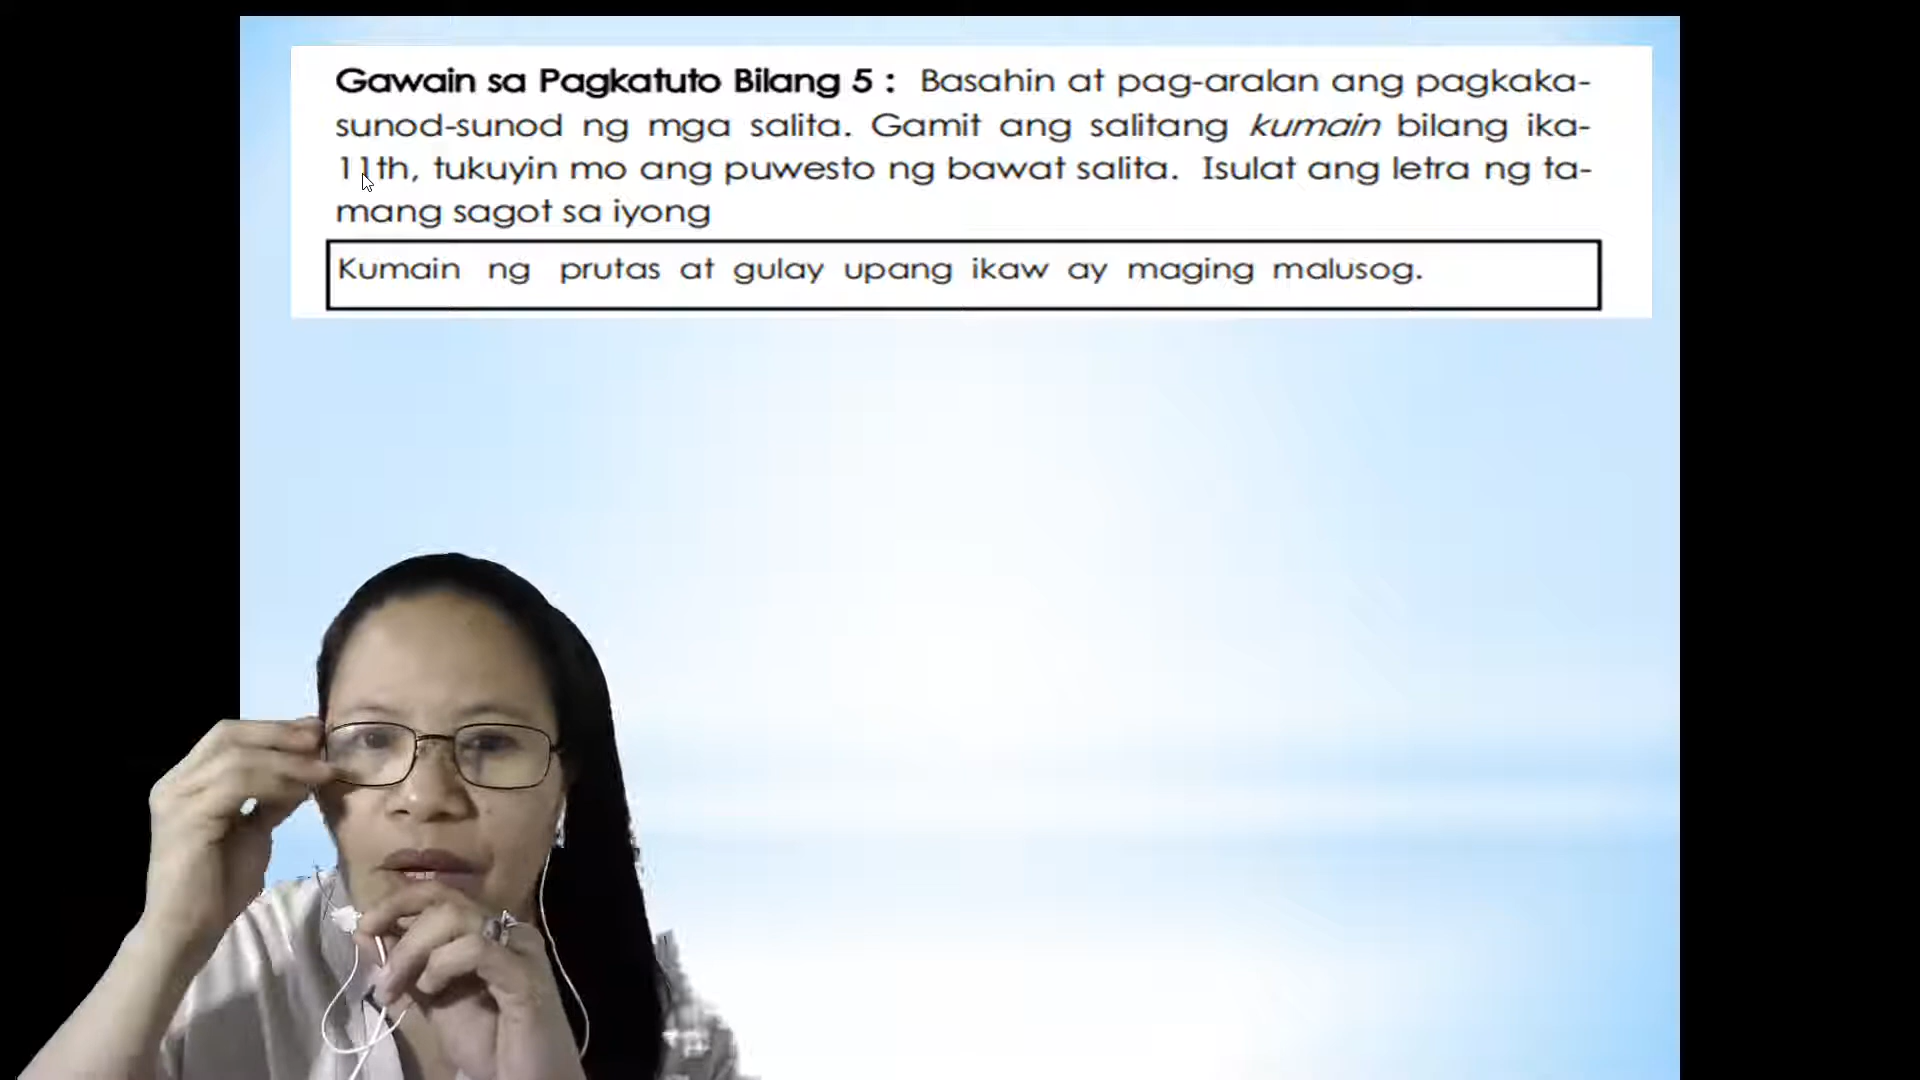 Gawain sa Pagkatuto Bilang 5 : Basahin at pag-aralan ang pagkaka-
sunod-sunod ng mga salita. Gamit ang salitang kumain bilang ika-
11th, tukuyin mo ang puwesto ng bawat salita. Isulat ang letra ng ta-
mang sagot sa iyong
Kumain ng prutas at gulay upang ikaw ay maging malusog.